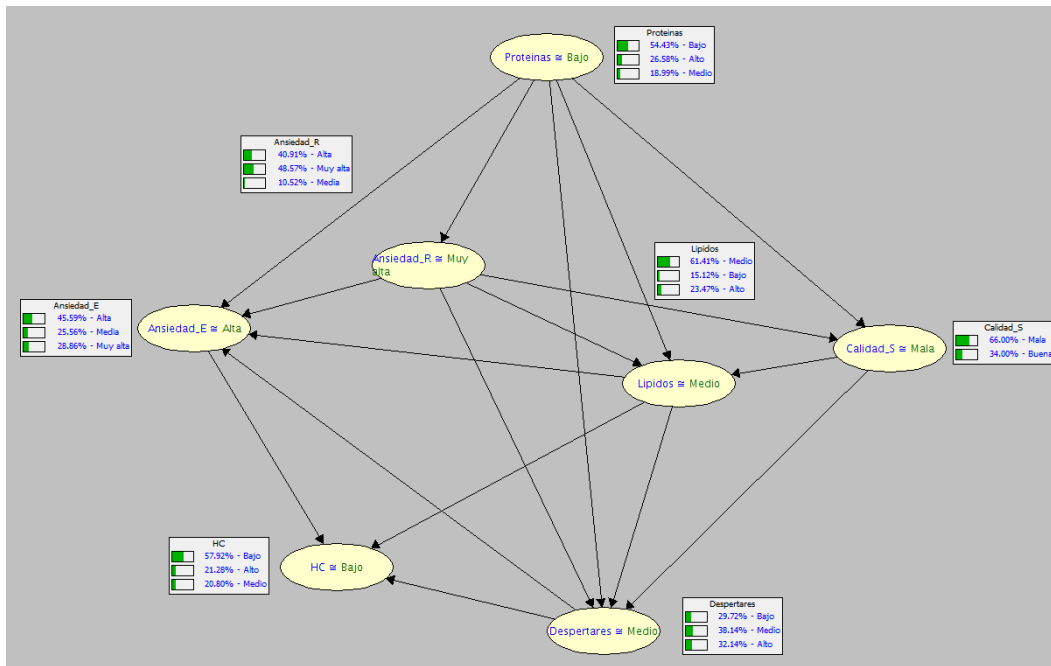 Proteinas
54.43% - Bajo
26.58% - Alto
18.99% - Medio
Proteinas ≅ Bajo
Ansiedad_R
40.91% - Alta
48.57% - Muy alta
10.52% - Media
Ansiedad_R ≅ Muy
alta
Lipidos
61.41% - Medio
15.12% - Bajo
23.47% - Alto
Ansiedad_E
45.59% - Alta
25.56% - Media
28.86% - Muy alta
Ansiedad_E ≅ Alta
Calidad_S ≅ Mala
Calidad_S
66.00% - Mala
34.00% - Buena
Lipidos ≅ Medio
HC
57.92% - Bajo
21.28% - Alto
20.80% - Medio
HC ≅ Bajo
Despertares ≅ Medio
Despertares
29.72% - Bajo
38.14% - Medio
32.14% - Alto